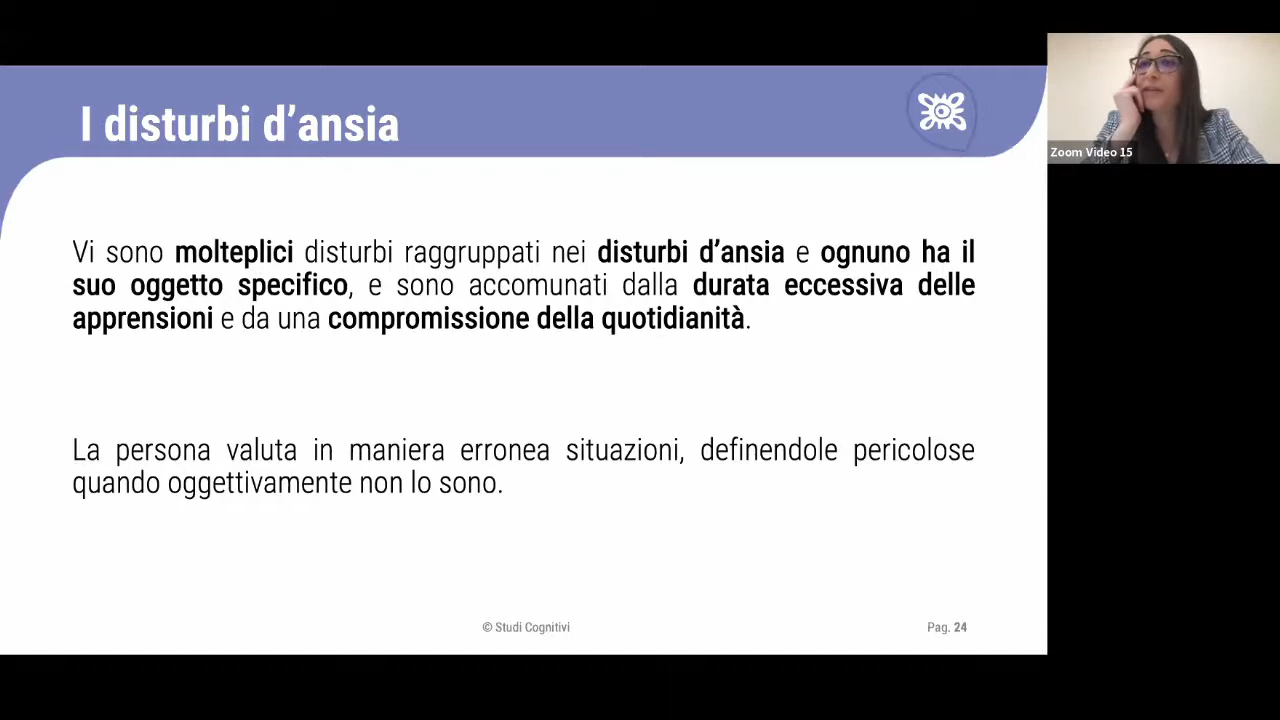 I disturbi d’ansia
Zoom Video 15
Vi sono molteplici disturbi raggruppati nei disturbi d’ansia e ognuno ha il
suo oggetto specifico, e sono accomunati dalla durata eccessiva delle
apprensioni e da una compromissione della quotidianità.
La persona valuta in maniera erronea situazioni, definendole pericolose
quando oggettivamente non lo sono.
© Studi Cognitivi
Pag. 24